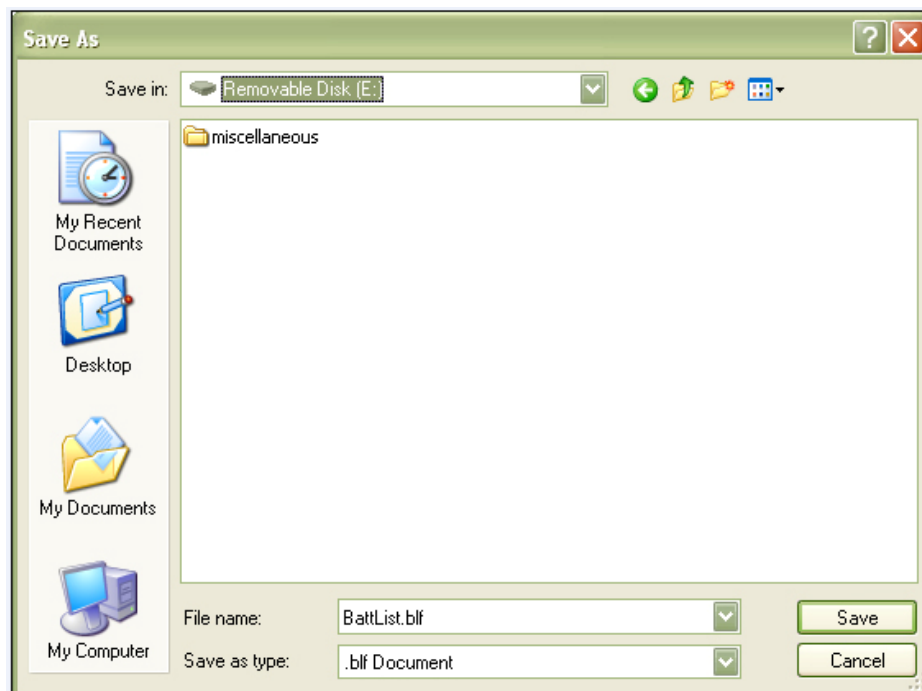 Save As
Save in:
Removable Disk (E:
miscellaneous
My Recent
Documents
Desktop
My Documents
My Computer
File name:
BattList.blf
Save
Save as type:
.blf Document
Cancel